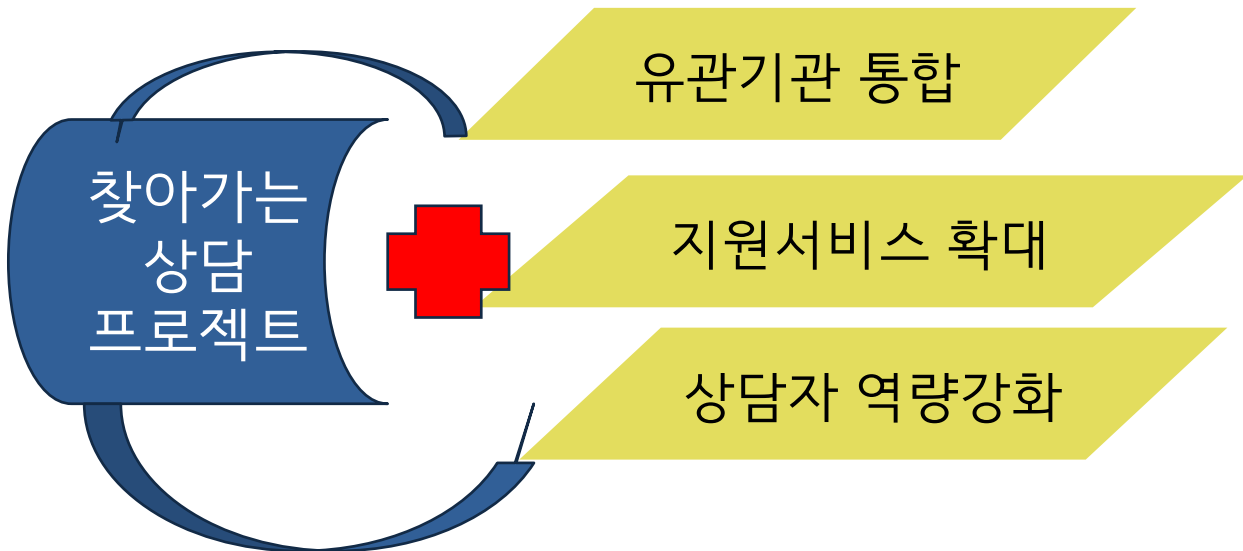 찾아가는
상담
프로젝트
유관기관 통합
지원서비스 확대
상담자 역량강화